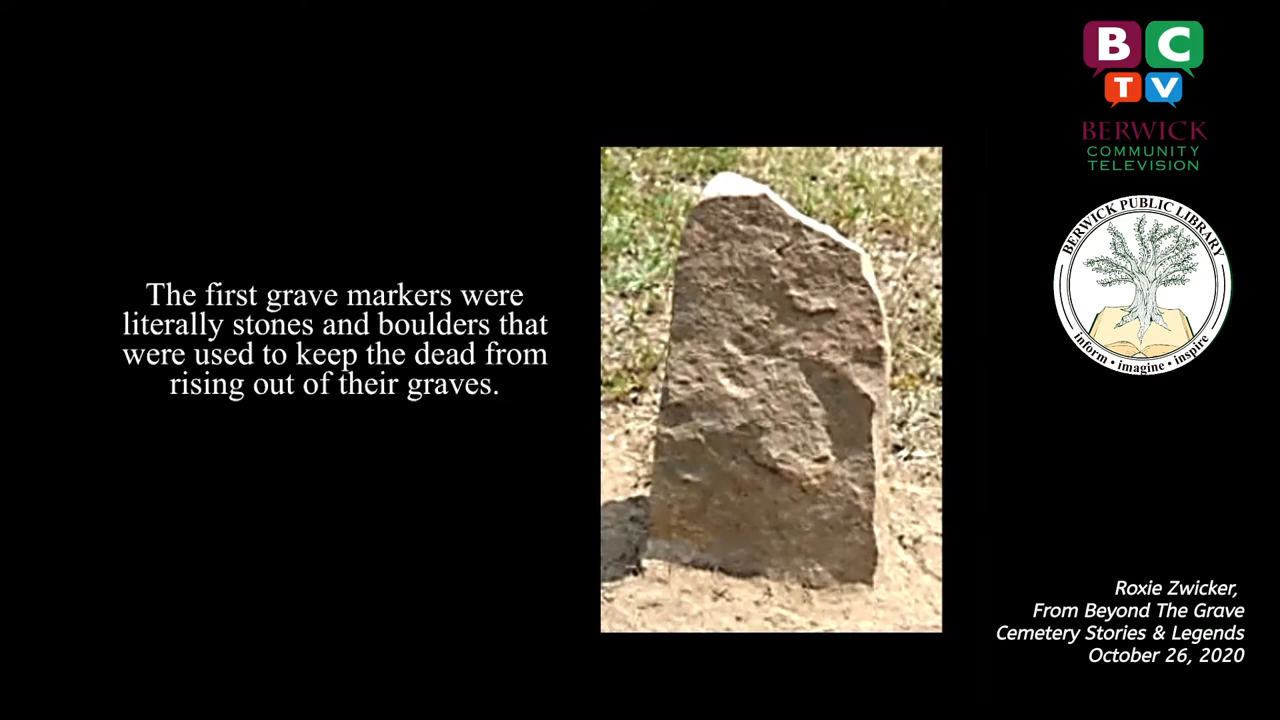 The first grave markers were
literally stones and boulders that
were used to keep the dead from
rising out of their graves.
BC
TV
BERWICK
COMMUNITY
TELEVISION
BERWICK PUBLIC LIBRARY
inform • imagine • inspire
Roxie Zwicker,
From Beyond The Grave
Cemetery Stories & Legends
October 26, 2020